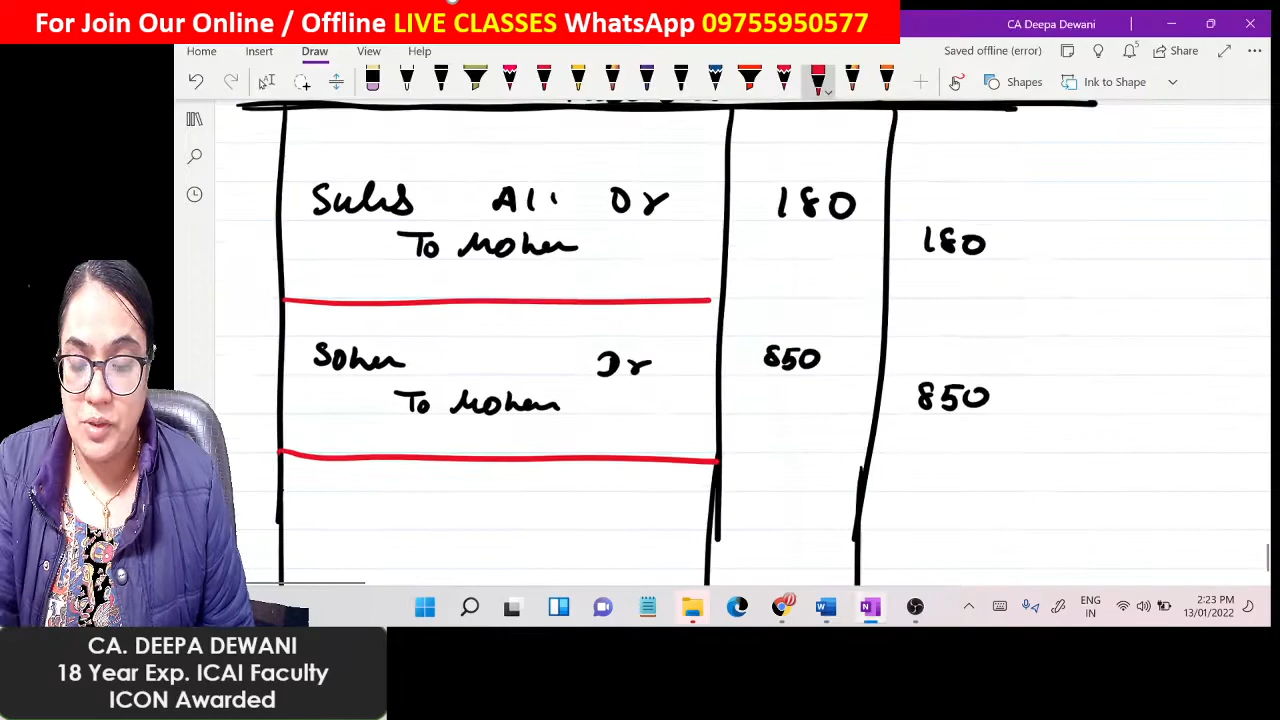 For Join Our Online / Offline LIVE CLASSES WhatsApp 09755950577
CA Deepa Dewani
Home Insert Draw View Help
Saved offline (error)
Share
Shapes
Ink to Shape
Dr 180
To Mohan 180
Sohan Dr 850
To Mohan 850
ENG
IN
2:23 PM
13/01/2022
CA. DEEPA DEWANI
18 Year Exp. ICAI Faculty
ICON Awarded